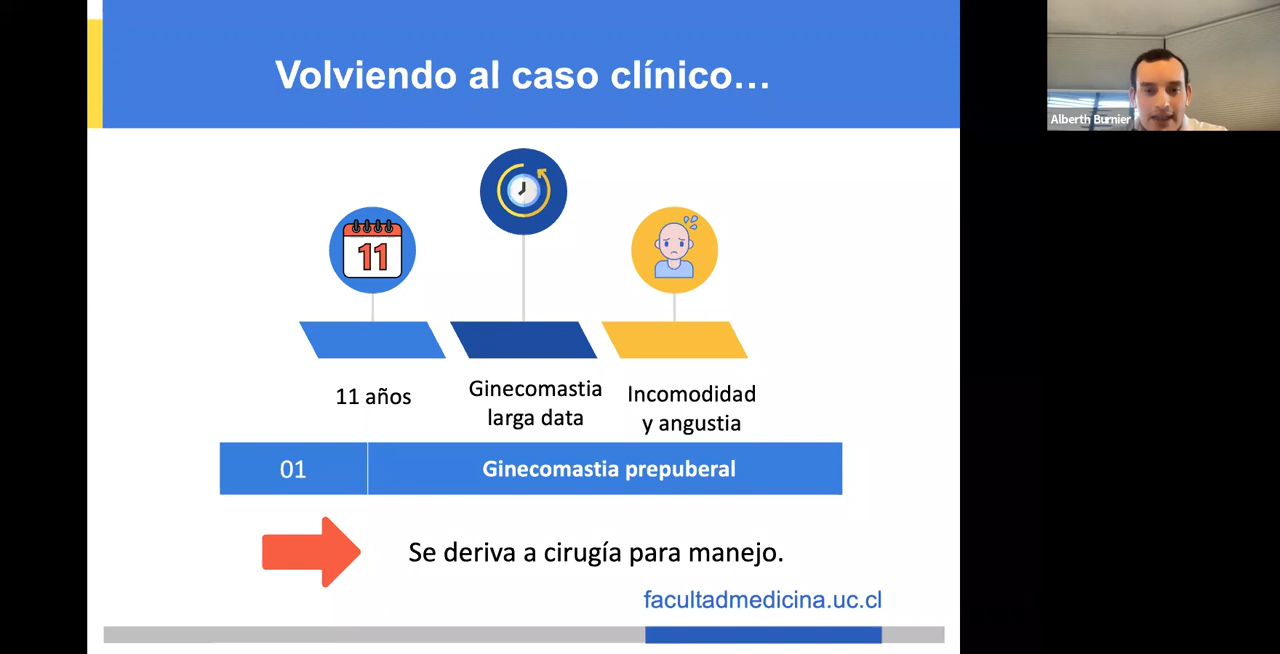 Volviendo al caso clínico...
Alberth Burnier
11
11 años
Ginecomastia
larga data
Incomodidad
y angustia
01
Ginecomastia prepuberal
Se deriva a cirugía para manejo.
facultadmedicina.uc.cl